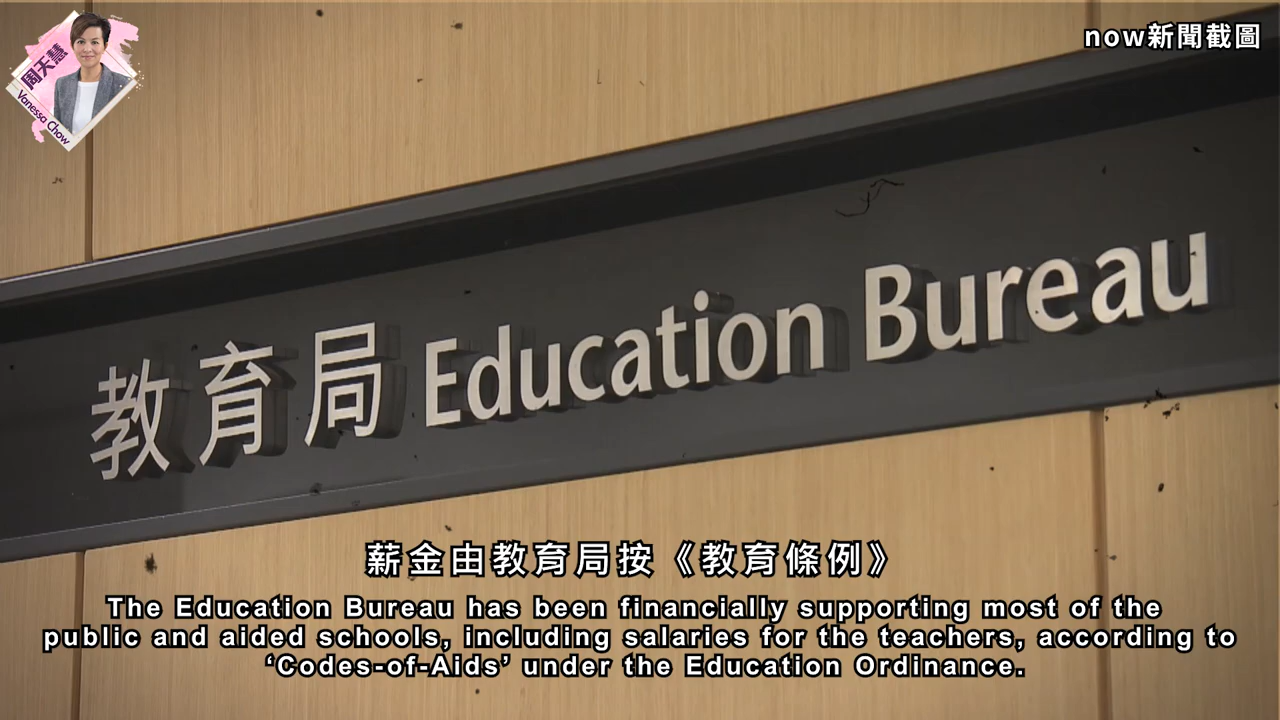 周天慧
Vanessa Chow
now新聞截圖
教育局 Education Bureau
薪金由教育局按《教育條例》
The Education Bureau has been financially supporting most of the
public and aided schools, including salaries for the teachers, according to
‘Codes-of-Aids’ under the Education Ordinance.